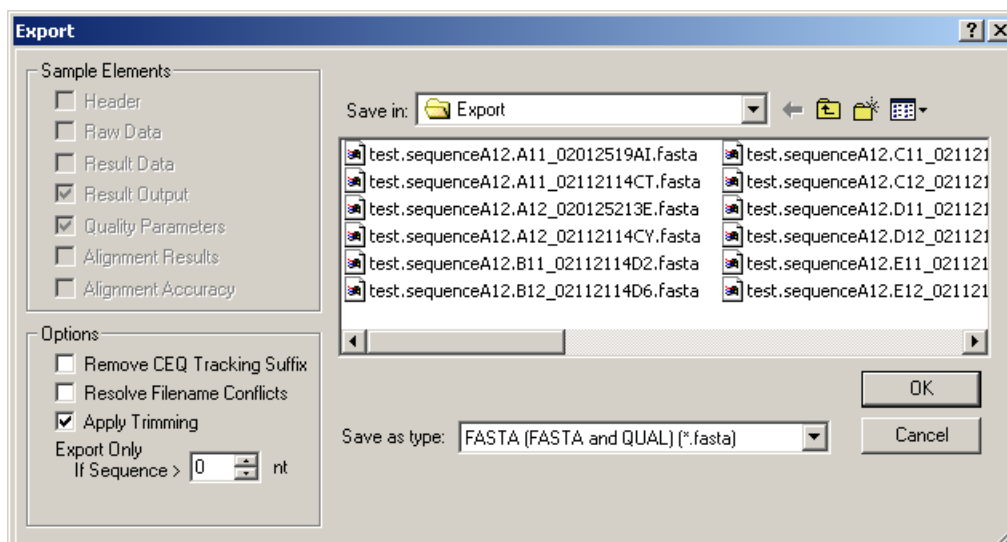 Export
Sample Elements
Header
Raw Data
Result Data
Result Output
Quality Parameters
Alignment Results
Alignment Accuracy
Options
Remove CEQ Tracking Suffix
Resolve Filename Conflicts
Apply Trimming
Export Only
If Sequence > 0 nt
Save in: Export
test.sequenceA12.A11_02012519AI.fasta
test.sequenceA12.A11_02112114CT.fasta
test.sequenceA12.A12_020125213E.fasta
test.sequenceA12.A12_02112114CY.fasta
test.sequenceA12.B11_02112114D2.fasta
test.sequenceA12.B12_02112114D6.fasta
test.sequenceA12.C11_021121
test.sequenceA12.C12_021121
test.sequenceA12.D11_021121
test.sequenceA12.D12_021121
test.sequenceA12.E11_021121
test.sequenceA12.E12_021121
OK
Save as type: FASTA (FASTA and QUAL) (*.fasta)
Cancel